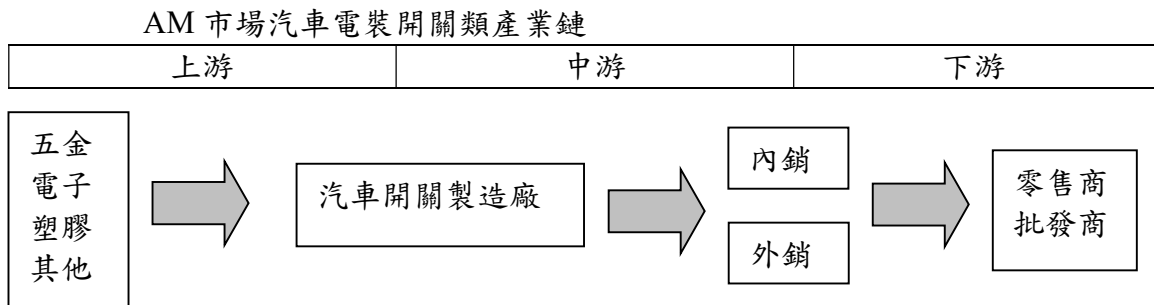 AM 市場汽車電裝開關類產業鏈
上游 中游 下游
五金
電子
塑膠
其他
汽車開關製造廠
內銷
外銷
零售商
批發商